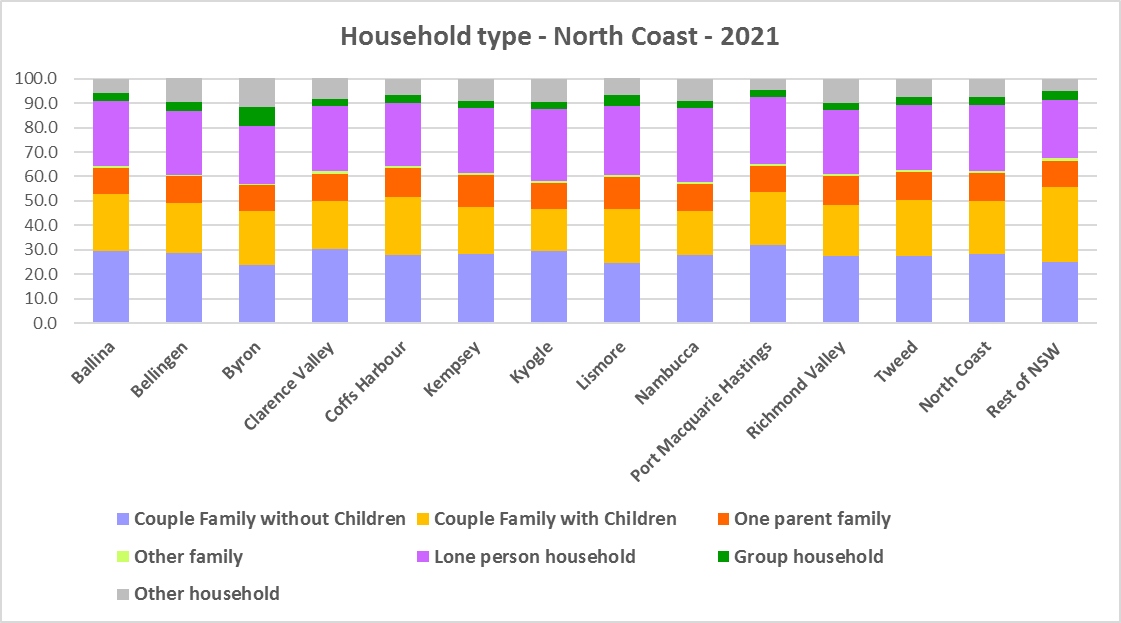 Household type - North Coast - 2021
100.0
90.0
80.0
70.0
60.0
50.0
40.0
30.0
20.0
10.0
0.0
Ballina
Bellingen
Byron
Clarence Valley
Coffs Harbour
Kempsey
Kyogle
Lismore
Nambucca
Port Macquarie Hastings
Richmond Valley
Tweed
North Coast
Rest of NSW
Couple Family without Children
Couple Family with Children
One parent family
Other family
Lone person household
Group household
Other household